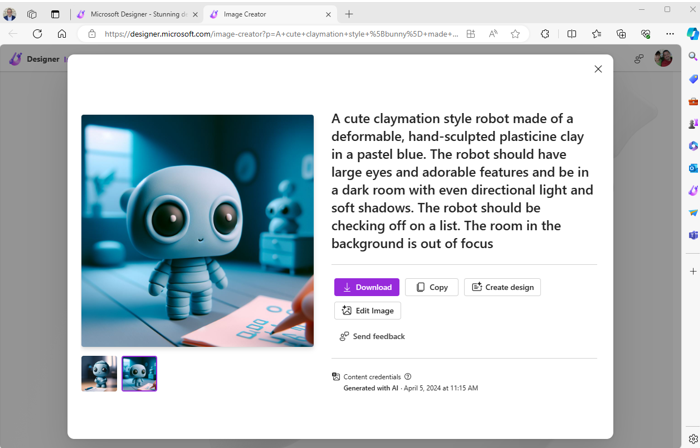 Microsoft Designer - Stunning de
Image Creator
https://designer.microsoft.com/image-creator?p=A+cute+claymation+style+%5Bbunny%5D+made+...
Designer
A cute claymation style robot made of a
deformable, hand-sculpted plasticine clay
in a pastel blue. The robot should have
large eyes and adorable features and be in
a dark room with even directional light and
soft shadows. The robot should be
checking off on a list. The room in the
background is out of focus
Download
Copy
Create design
Edit Image
Send feedback
Content credentials
Generated with AI · April 5, 2024 at 11:15 AM